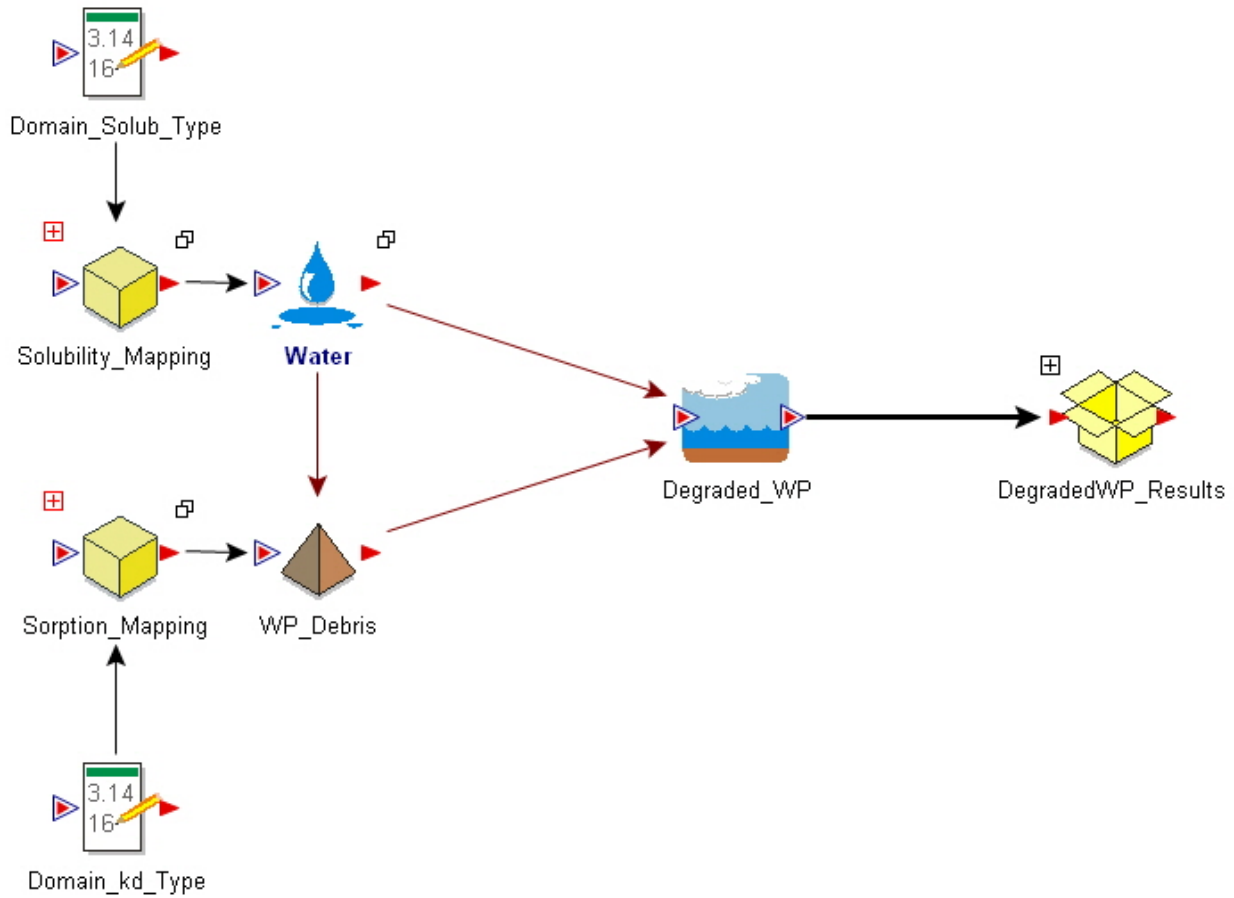 3.14
16
Domain_Solub_Type
Solubility_Mapping
Water
Degraded_WP
DegradedWP_Results
Sorption_Mapping
WP_Debris
3.14
16
Domain_kd_Type